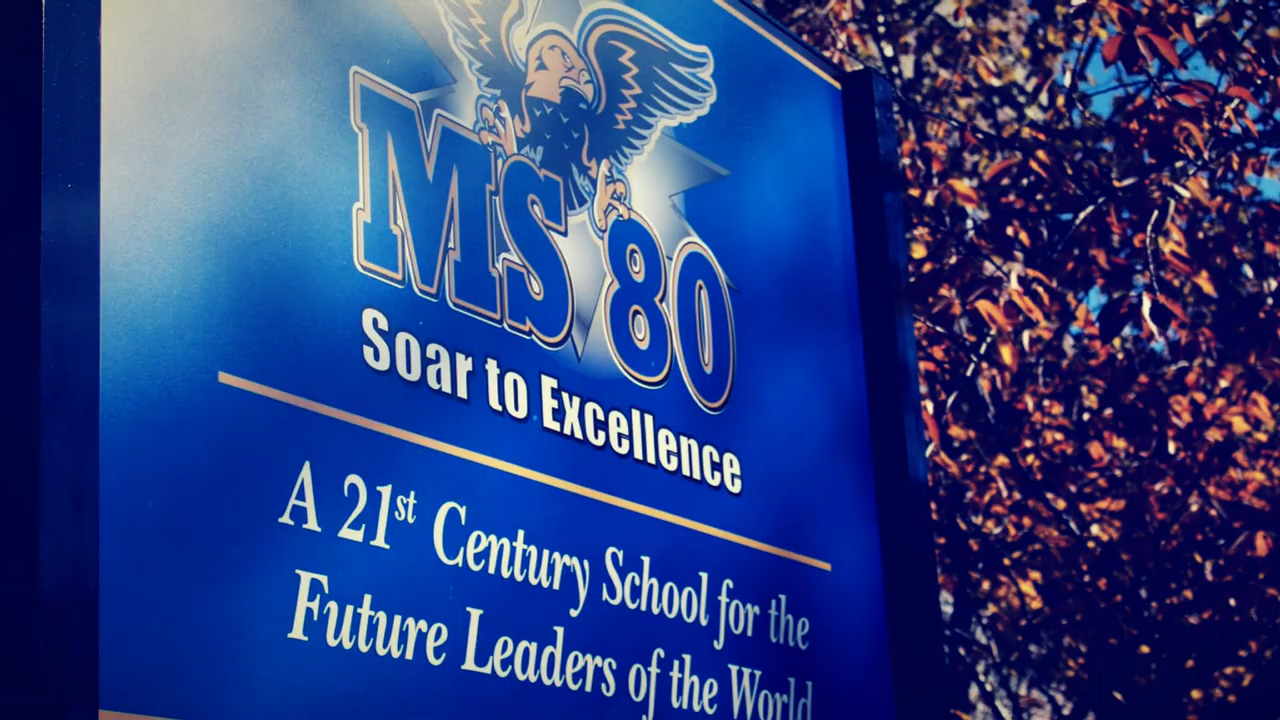 MS 80
Soar to Excellence
A 21st Century School for the
Future Leaders of the World